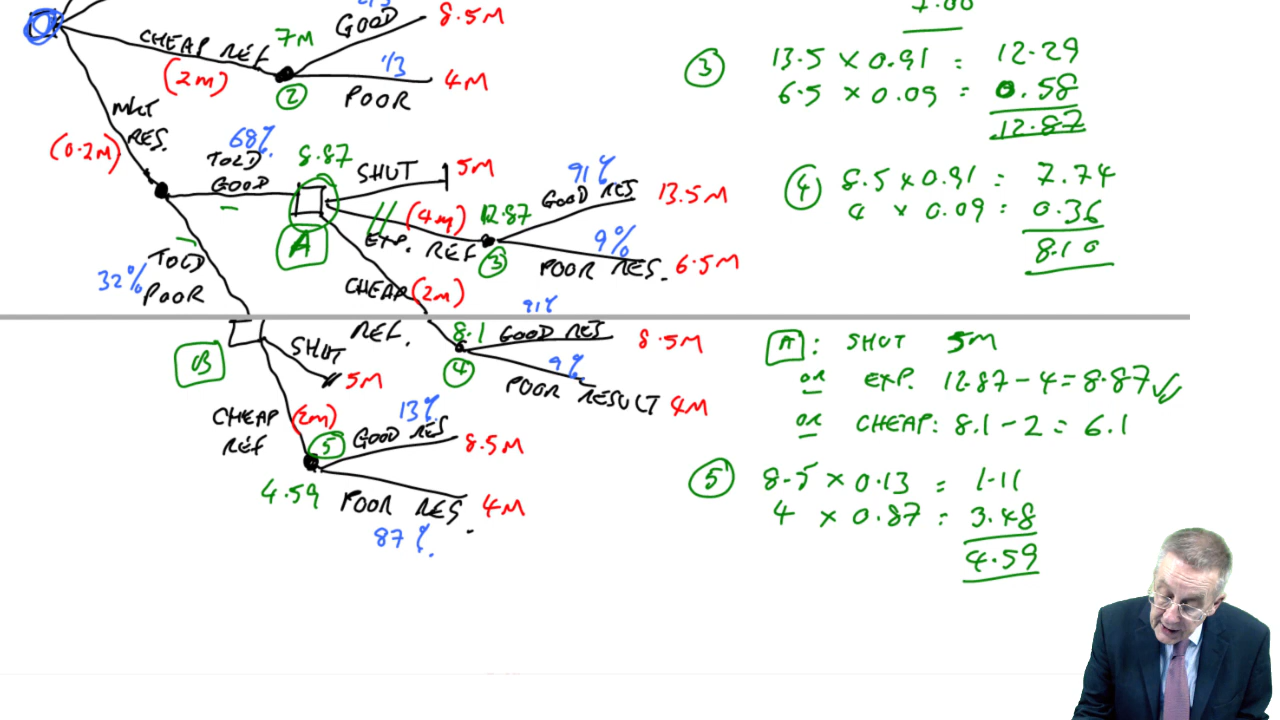 GOOD
8.5M
7M
CHEAP REF
(2m)
1/3
4M
POOR
2
MKT
RES.
(0.2M)
68%
TOLD
GOOD
8.87
SHUT
5M
A
EXP. REF
(4m)
12.87
3
91%
GOOD RES
13.5M
9%
POOR RES.
6.5M
TOLD
POOR
32%
CHEAP
REF.
(2m)
8.1
4
91%
GOOD RES
8.5M
9%
POOR RESULT
4M
B
SHUT
5M
CHEAP
REF
(2m)
5
4.59
13%
GOOD RES
8.5M
POOR RES.
4M
87%.
7.00
3
13.5 x 0.91 = 12.29
6.5 x 0.09 = 0.58
12.87
4
8.5 x 0.91 = 7.74
4 x 0.09 = 0.36
8.10
A : SHUT 5m
OR EXP. 12.87 - 4 = 8.87 ✓
OR CHEAP: 8.1 - 2 = 6.1
5
8.5 x 0.13 = 1.11
4 x 0.87 = 3.48
4.59